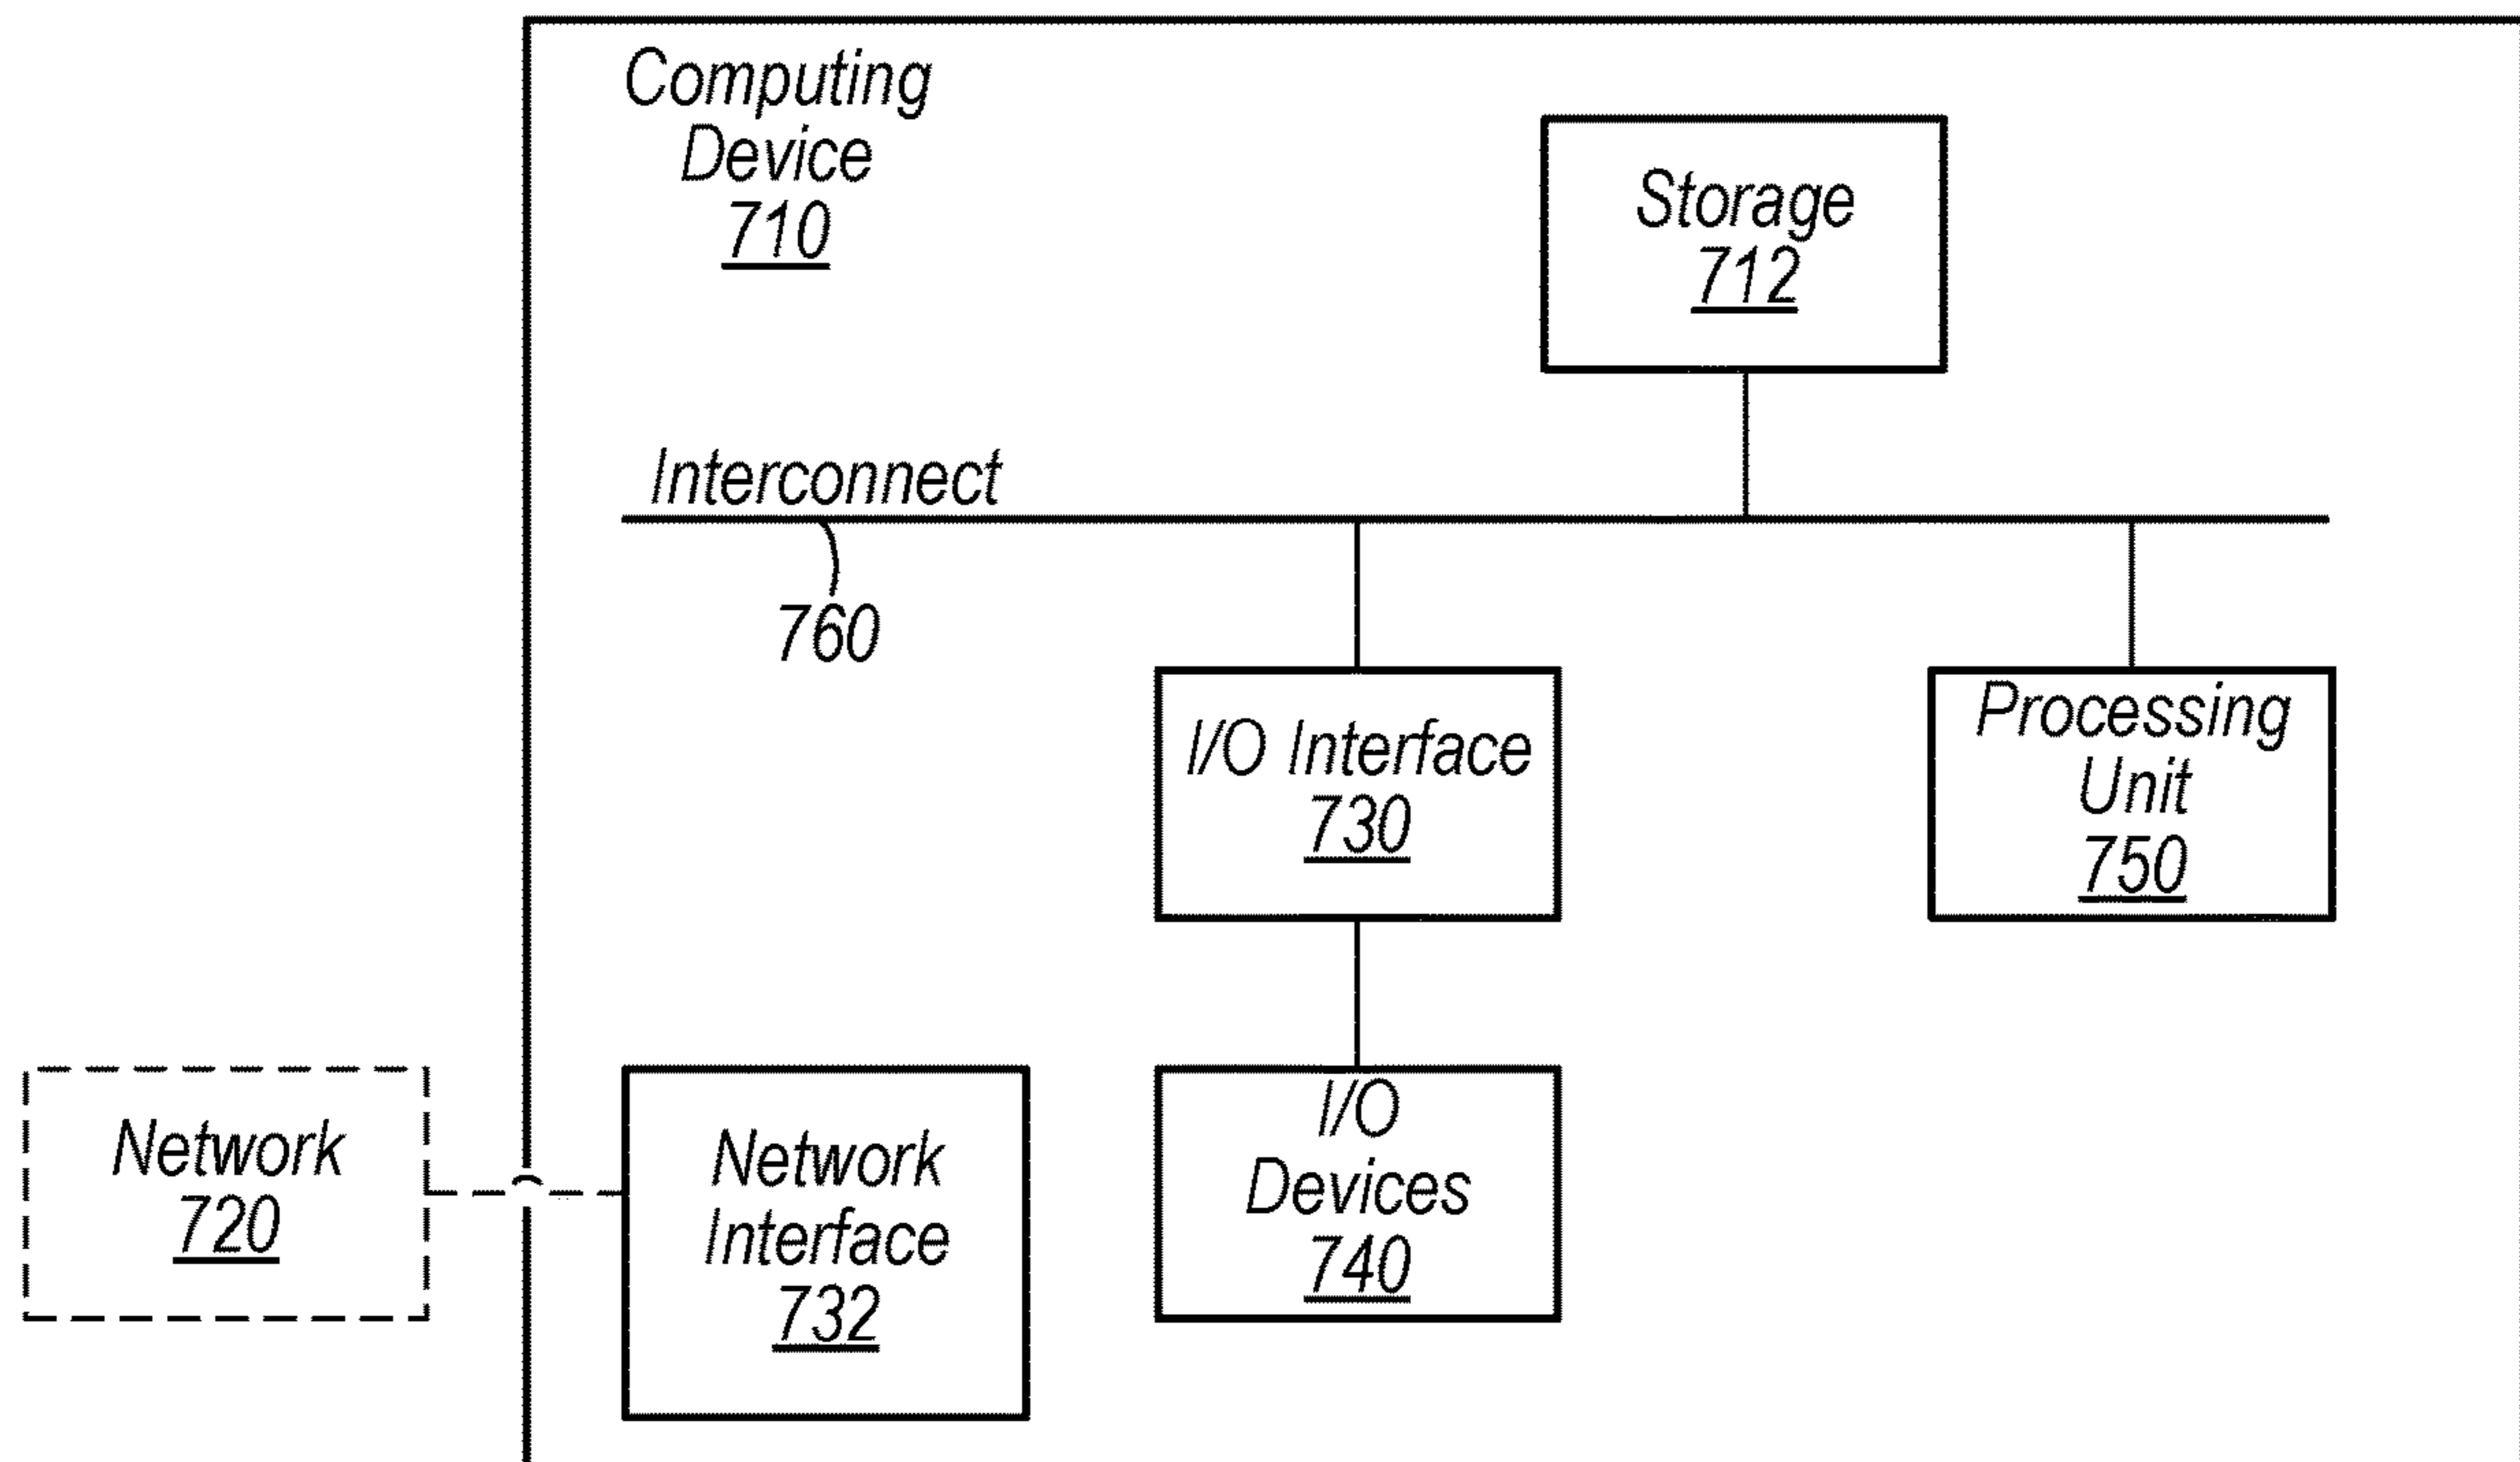 Computing
Device
710
Storage
712
Interconnect
760
I/O Interface
730
Processing
Unit
750
Network
720
Network
Interface
732
I/O
Devices
740